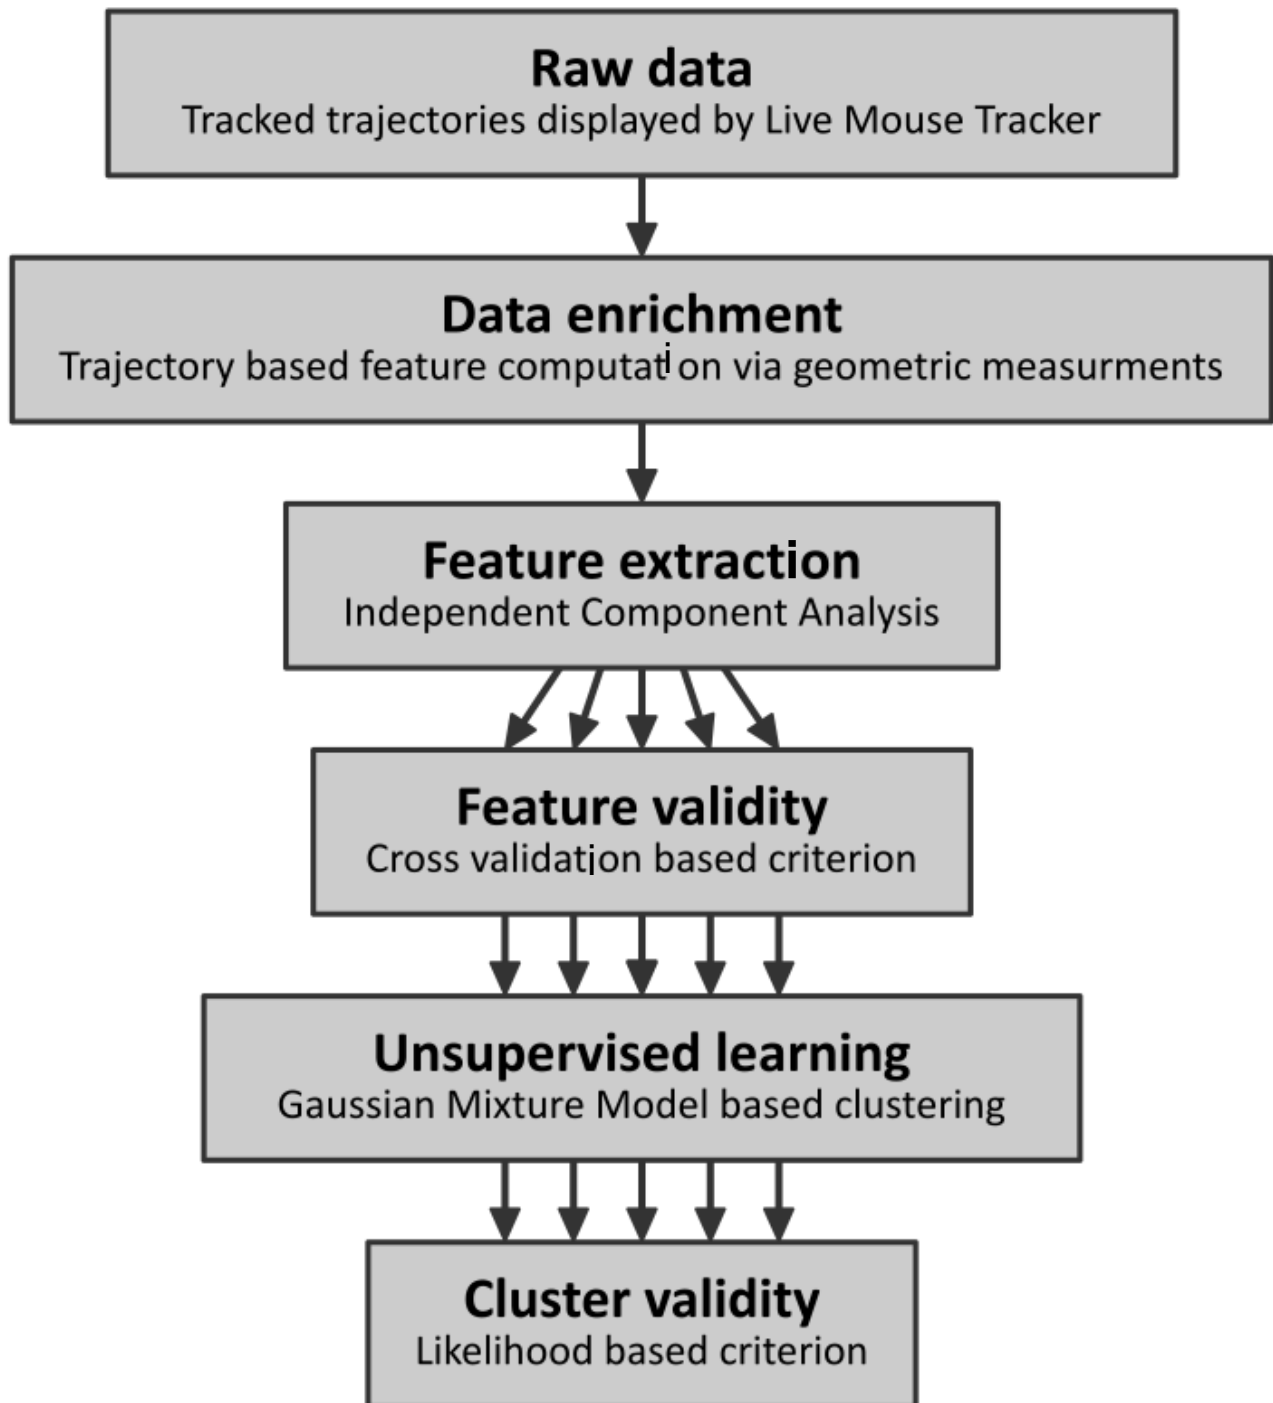 Raw data
Tracked trajectories displayed by Live Mouse Tracker
Data enrichment
Trajectory based feature computation via geometric measurments
Feature extraction
Independent Component Analysis
Feature validity
Cross validation based criterion
Unsupervised learning
Gaussian Mixture Model based clustering
Cluster validity
Likelihood based criterion